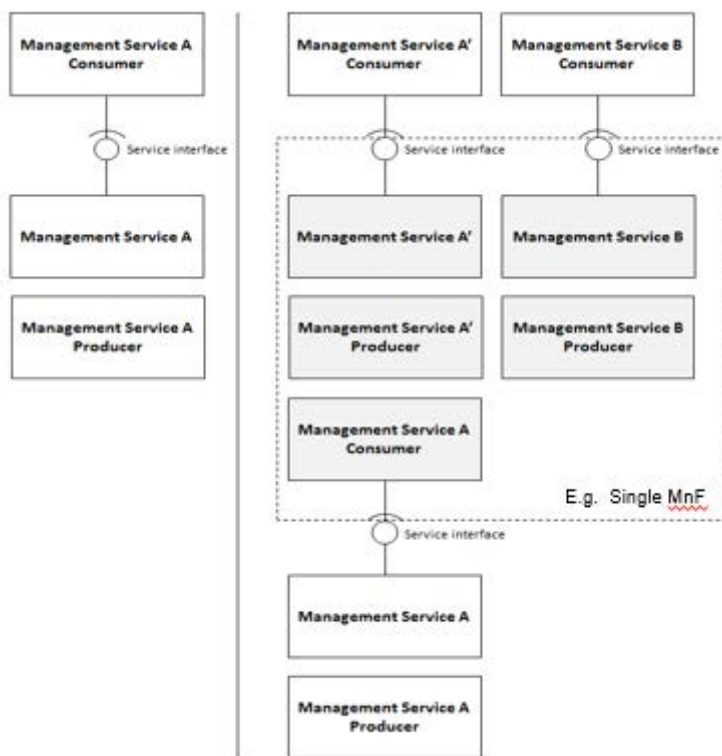 Management Service A
Consumer
Service interface
Management Service A
Management Service A
Producer
Management Service A’
Consumer
Management Service B
Consumer
Service interface
Service interface
Management Service A’
Management Service B
Management Service A’
Producer
Management Service B
Producer
Management Service A
Consumer
E.g. Single MnF
Service interface
Management Service A
Management Service A
Producer